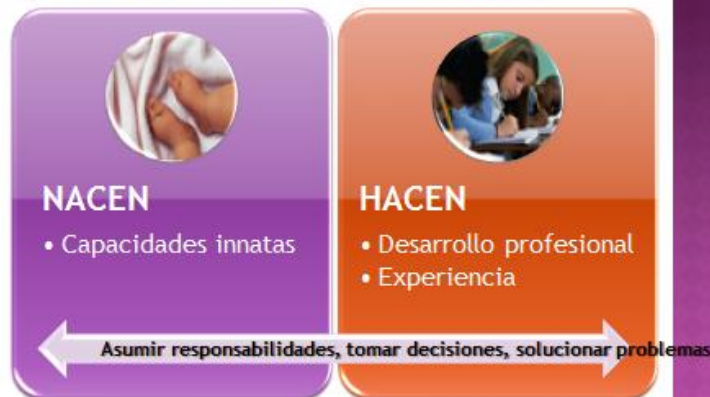 NACEN
• Capacidades innatas
HACEN
• Desarrollo profesional
• Experiencia
Asumir responsabilidades, tomar decisiones, solucionar problemas